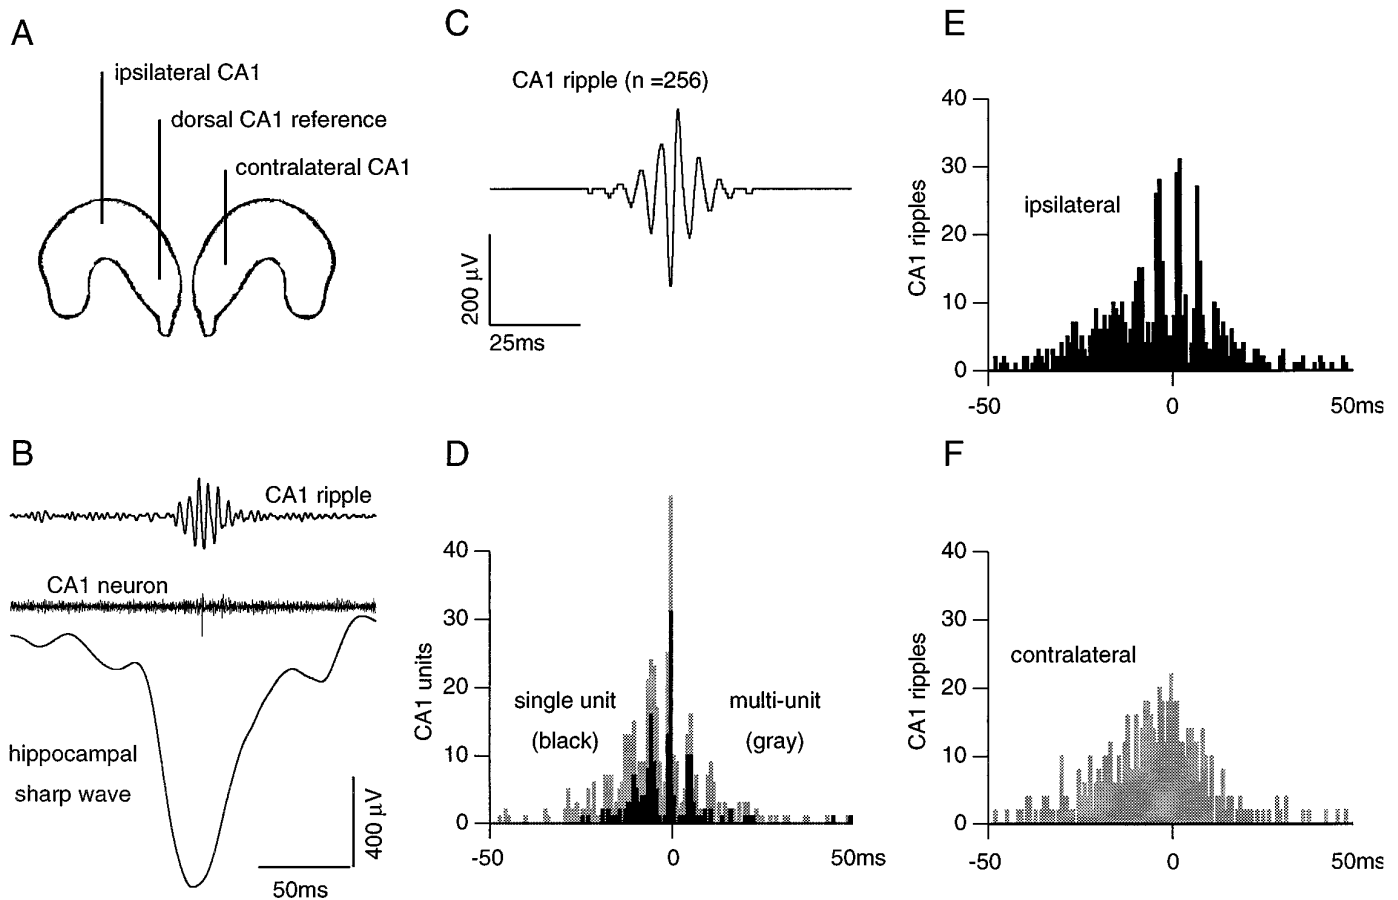 A
ipsilateral CA1
dorsal CA1 reference
contralateral CA1
B
CA1 ripple
CA1 neuron
hippocampal
sharp wave
400 µV
50ms
C
CA1 ripple (n =256)
200 µV
25ms
D
CA1 units
40
30
20
10
0
single unit
(black)
multi-unit
(gray)
-50
0
50ms
E
CA1 ripples
40
30
20
10
0
ipsilateral
-50
0
50ms
F
CA1 ripples
40
30
20
10
0
contralateral
-50
0
50ms